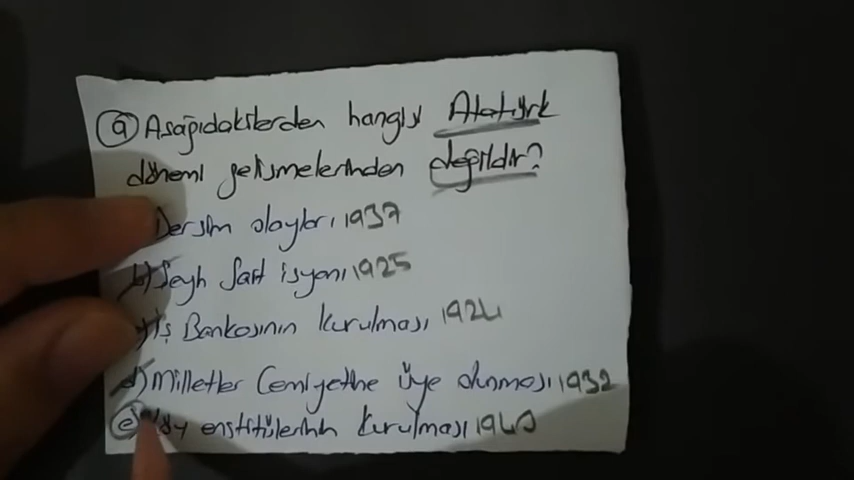 a Aşağıdakilerden hangisi Atatürk
dönemi gelişmelerinden değildir?
Dersim olayları 1937
b) Şeyh Sait isyanı 1925
İş Bankasının kurulması 1924
d) Milletler Cemiyetine üye olunması 1932
e) Köy enstitülerinin kurulması 1940